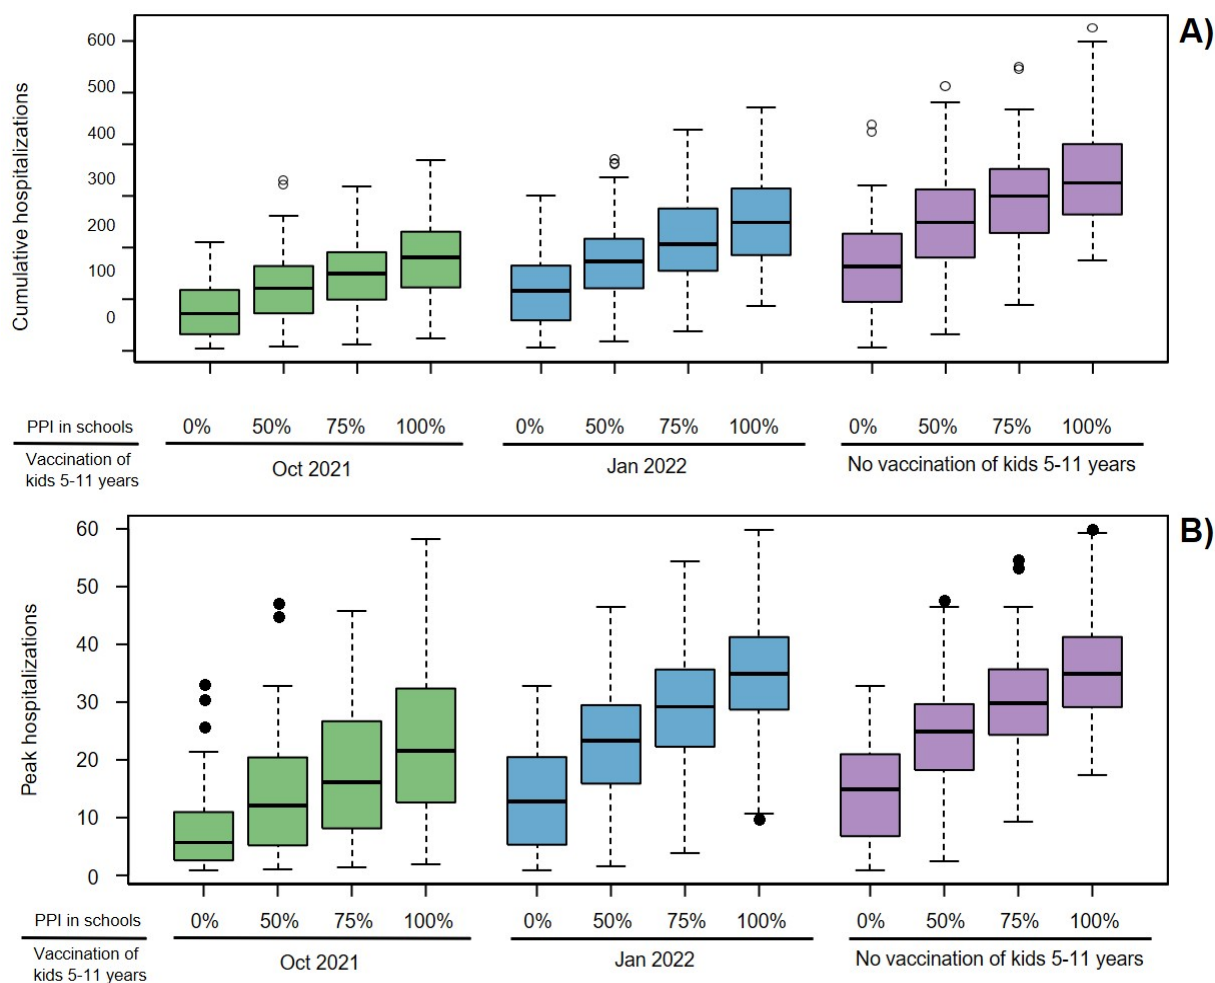 A)
Cumulative hospitalizations
600
500
400
300
200
100
0
PPI in schools 0% 50% 75% 100% 0% 50% 75% 100% 0% 50% 75% 100%
Vaccination of
kids 5-11 years
Oct 2021 Jan 2022 No vaccination of kids 5-11 years
B)
Peak hospitalizations
60
50
40
30
20
10
0
PPI in schools 0% 50% 75% 100% 0% 50% 75% 100% 0% 50% 75% 100%
Vaccination of
kids 5-11 years
Oct 2021 Jan 2022 No vaccination of kids 5-11 years